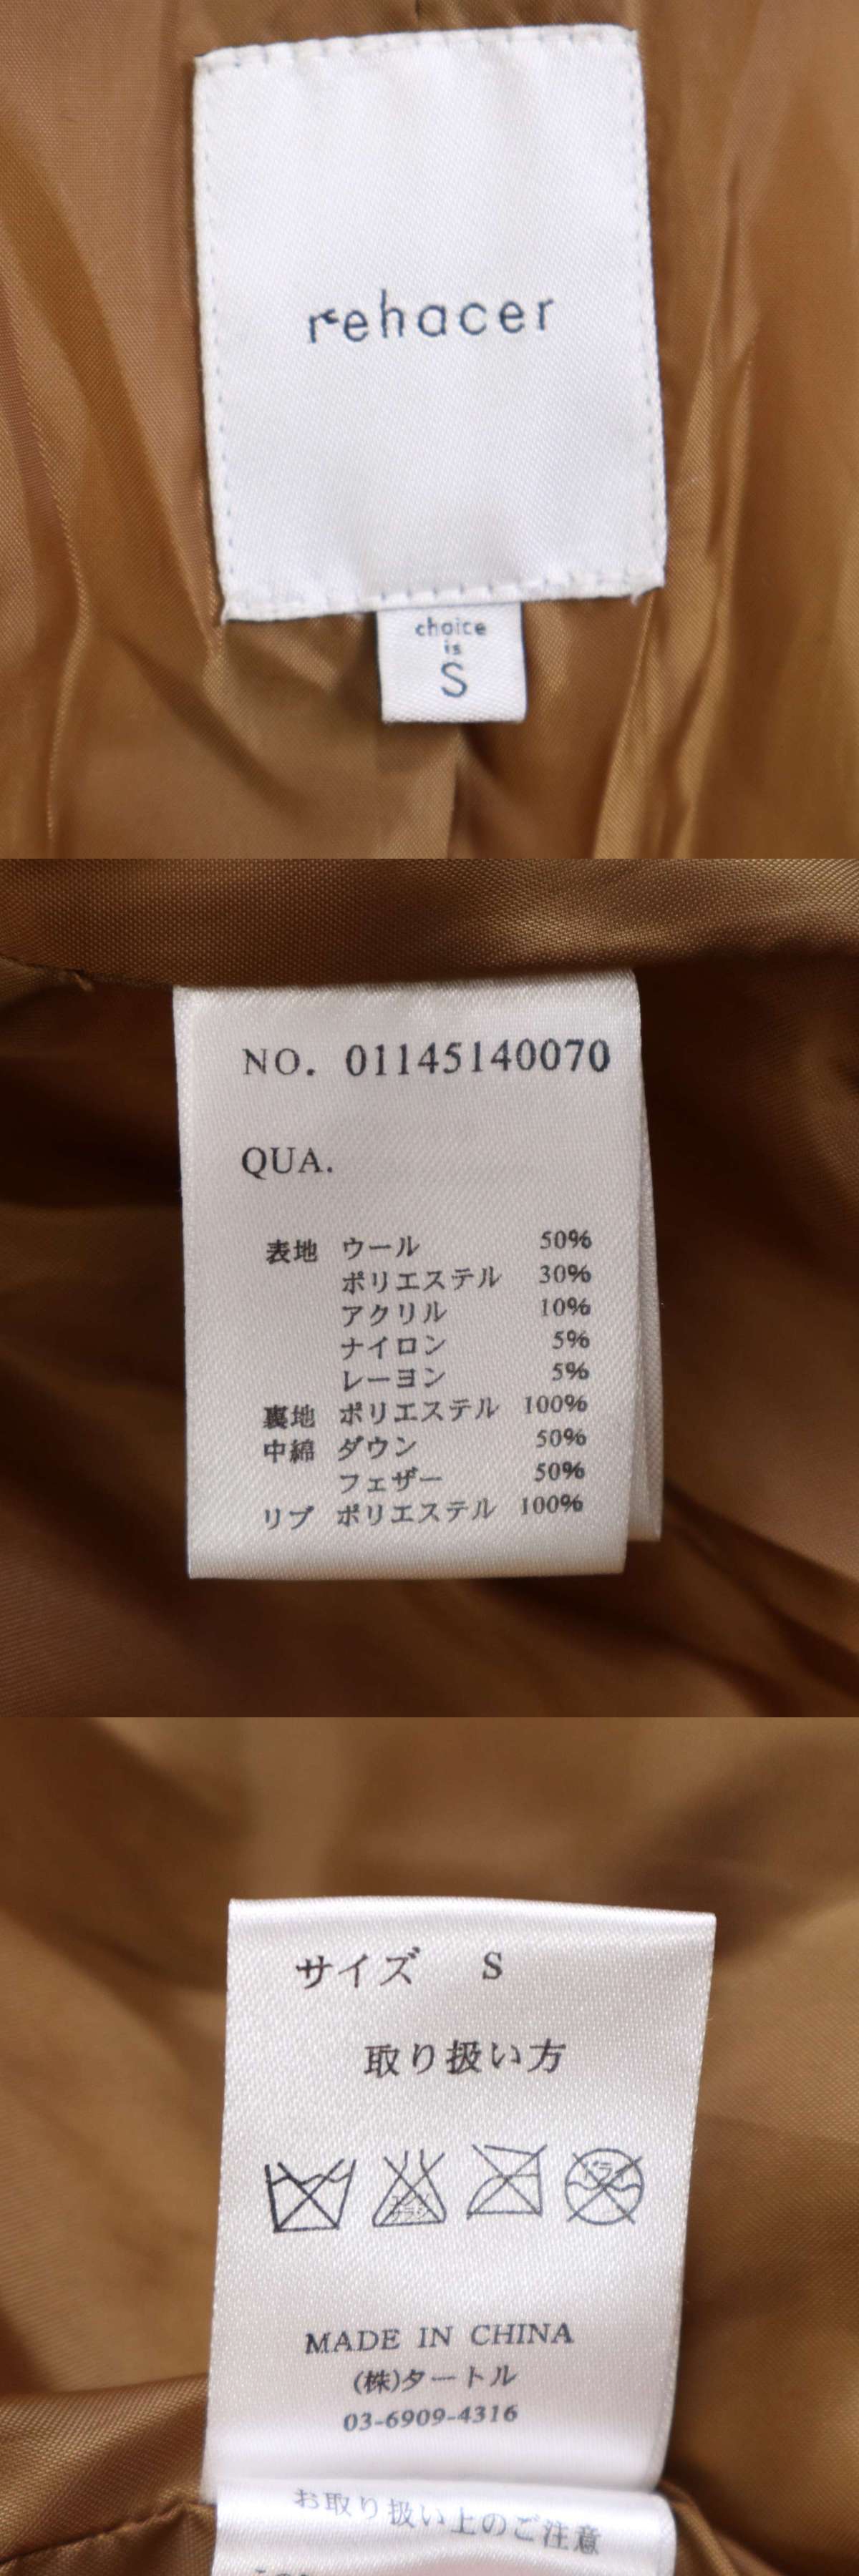 rehacer
choice
is
S
NO. 01145140070
QUA.
表地 ウール 50%
ポリエステル 30%
アクリル 10%
ナイロン 5%
レーヨン 5%
裏地 ポリエステル 100%
中綿 ダウン 50%
フェザー 50%
リブ ポリエステル 100%
サイズ S
取り扱い方
MADE IN CHINA
(株)タートル
03-6909-4316
お取り扱い上のご注意